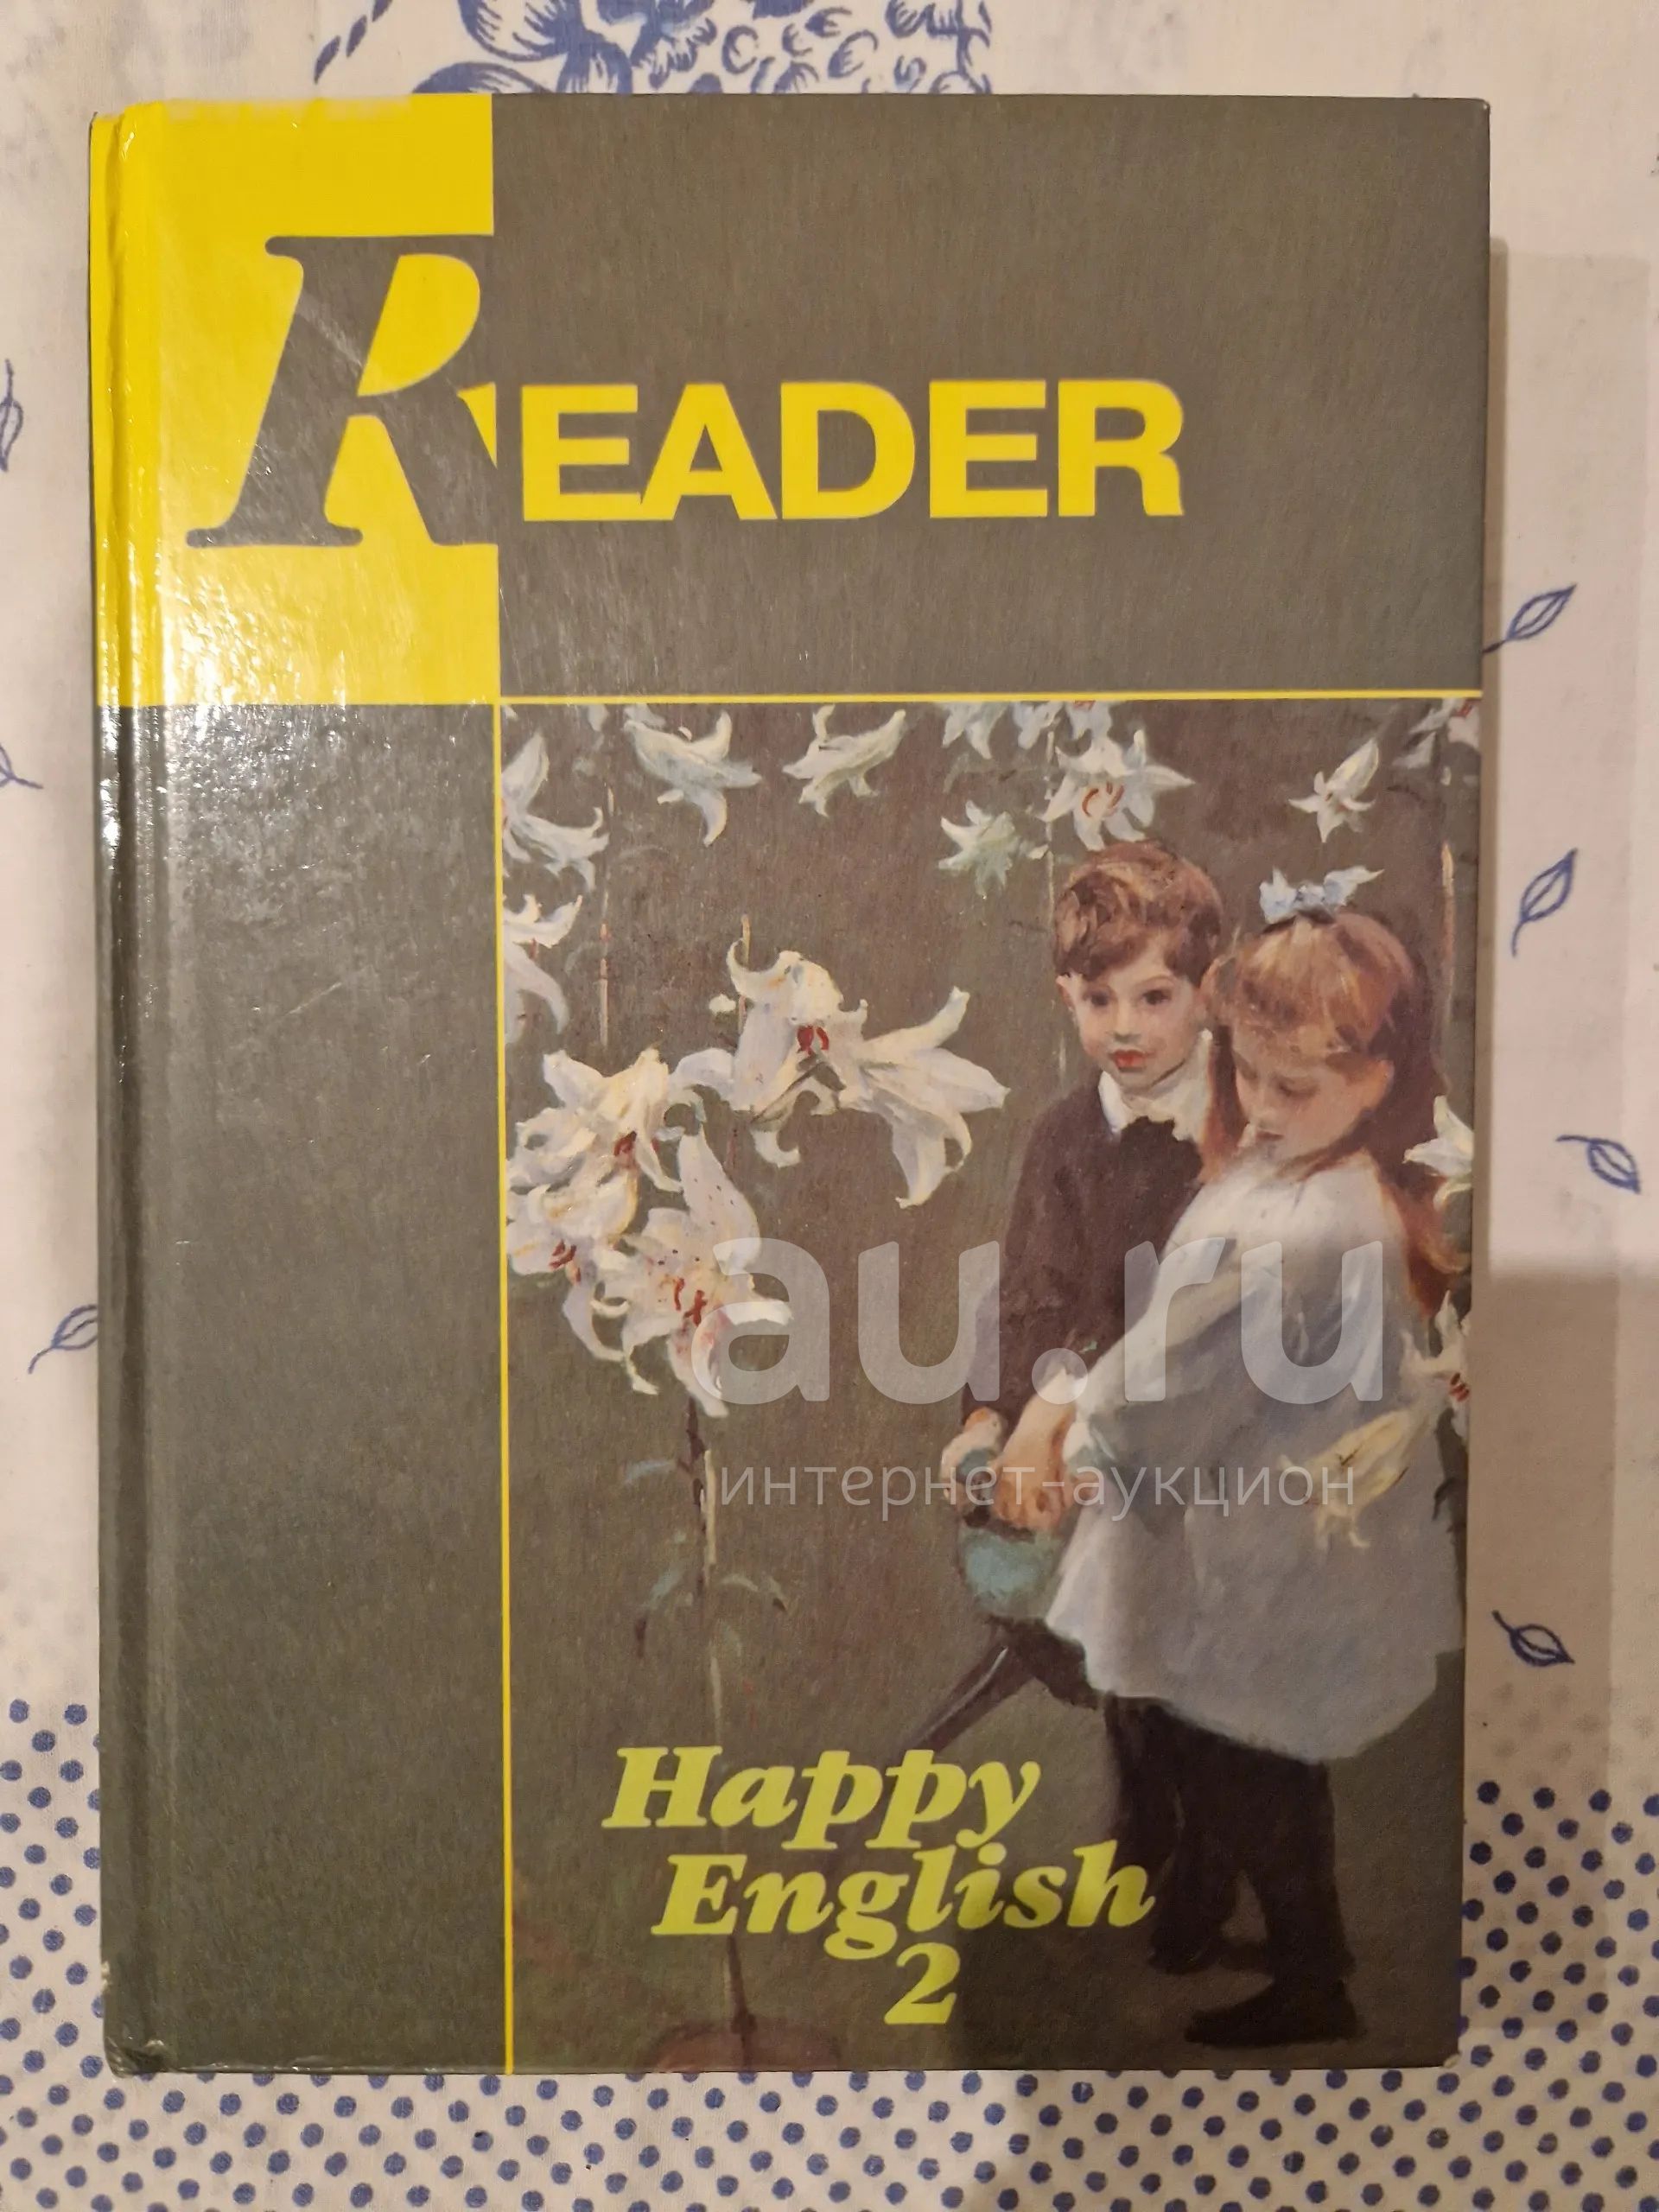 READER
au.ru
интернет-аукцион
Happy
English
2